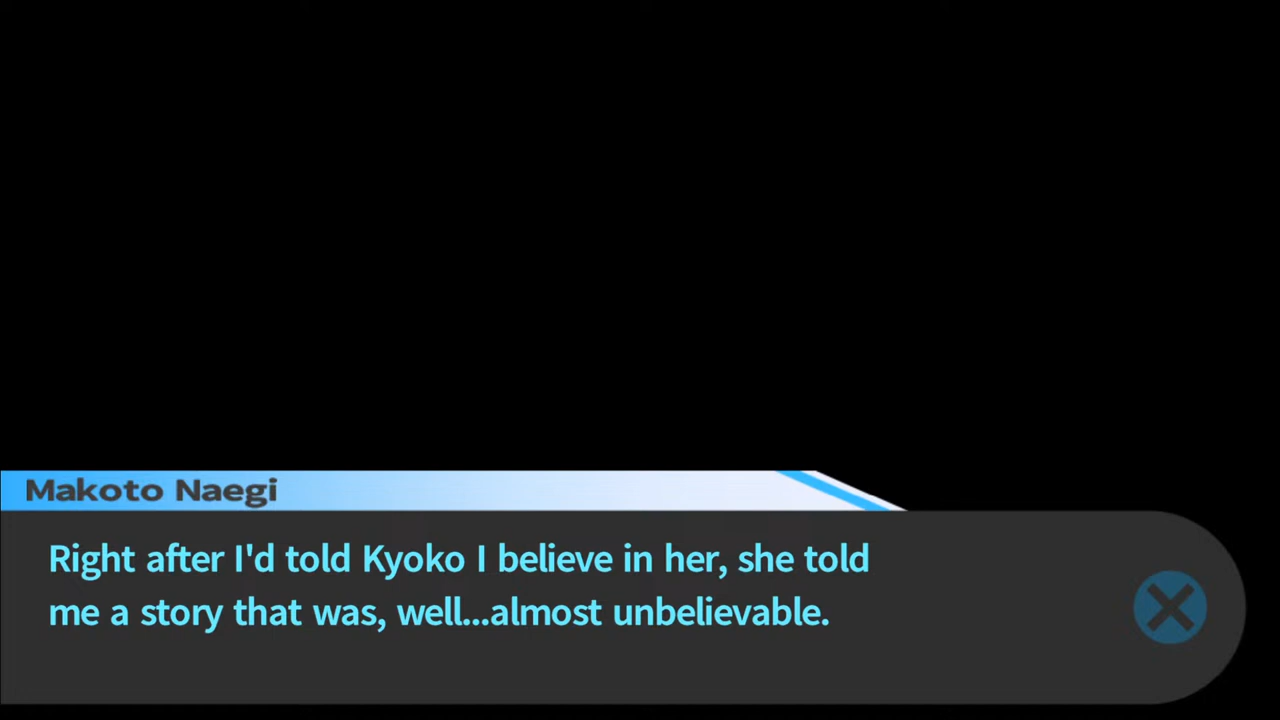 Makoto Naegi
Right after I'd told Kyoko I believe in her, she told
me a story that was, well...almost unbelievable.